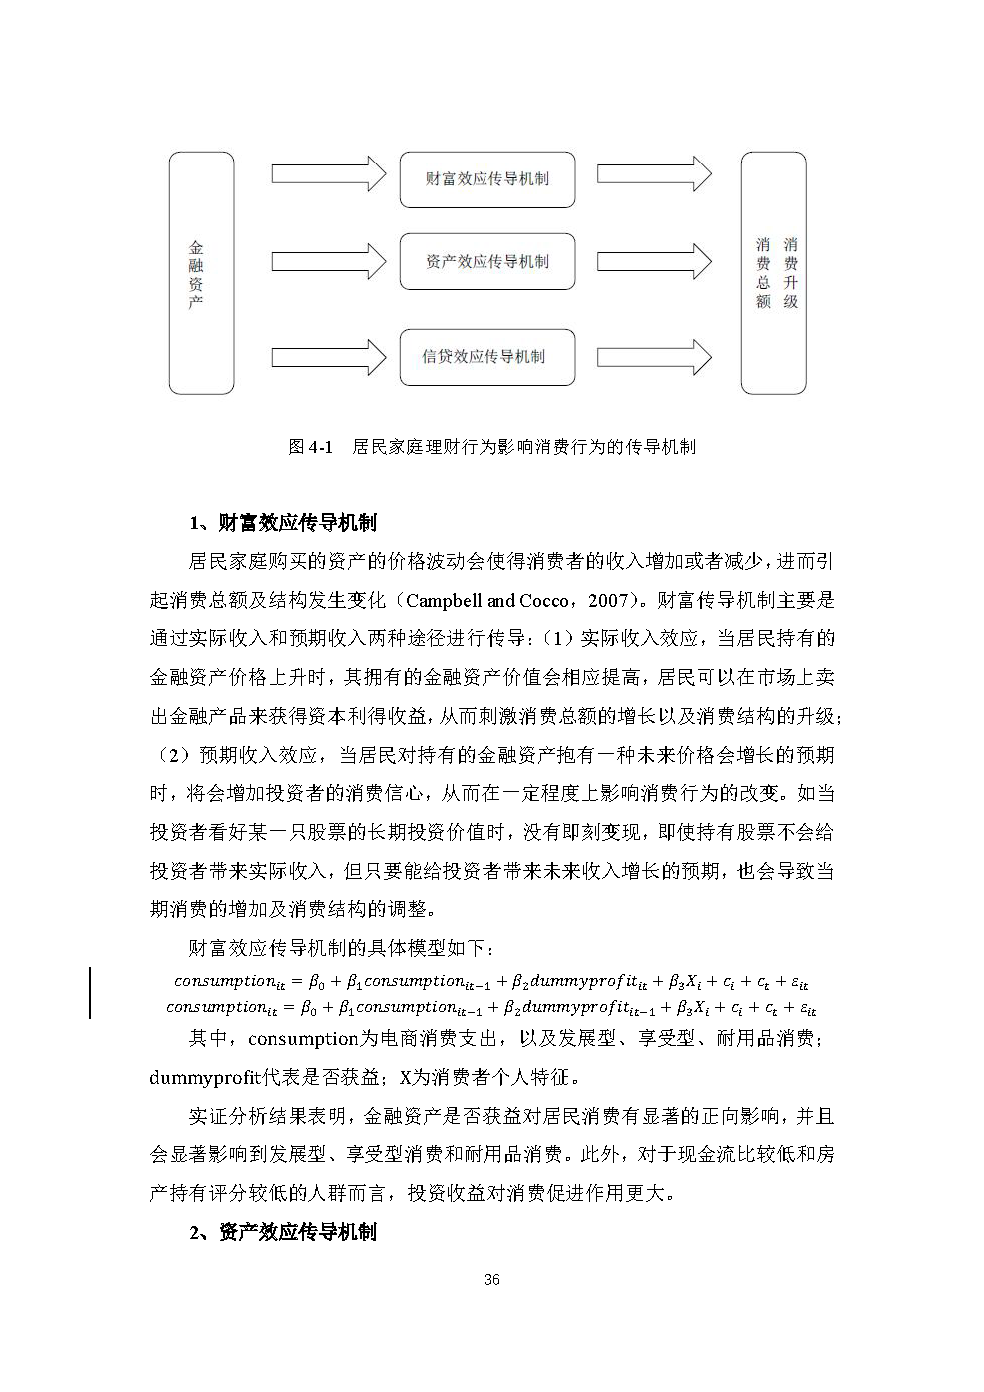 金融资产
财富效应传导机制
资产效应传导机制
信贷效应传导机制
消费总额
消费升级
图 4-1 居民家庭理财行为影响消费行为的传导机制
1、财富效应传导机制
居民家庭购买的资产的价格波动会使得消费者的收入增加或者减少，进而引
起消费总额及结构发生变化（Campbell and Cocco，2007）。财富传导机制主要是
通过实际收入和预期收入两种途径进行传导：（1）实际收入效应，当居民持有的
金融资产价格上升时，其拥有的金融资产价值会相应提高，居民可以在市场上卖
出金融产品来获得资本利得收益，从而刺激消费总额的增长以及消费结构的升级；
（2）预期收入效应，当居民对持有的金融资产抱有一种未来价格会增长的预期
时，将会增加投资者的消费信心，从而在一定程度上影响消费行为的改变。如当
投资者看好某一只股票的长期投资价值时，没有即刻变现，即使持有股票不会给
投资者带来实际收入，但只要能给投资者带来未来收入增长的预期，也会导致当
期消费的增加及消费结构的调整。
财富效应传导机制的具体模型如下：
consumption_{it} = β_0 + β_1consumption_{it−1} + β_2dummyprofit_{it} + β_3X_i + c_i + c_t + ε_{it}
consumption_{it} = β_0 + β_1consumption_{it−1} + β_2dummyprofit_{it−1} + β_3X_i + c_i + c_t + ε_{it}
其中，consumption为电商消费支出，以及发展型、享受型、耐用品消费；
dummyprofit代表是否获益；X为消费者个人特征。
实证分析结果表明，金融资产是否获益对居民消费有显著的正向影响，并且
会显著影响到发展型、享受型消费和耐用品消费。此外，对于现金流比较低和房
产持有评分较低的人群而言，投资收益对消费促进作用更大。
2、资产效应传导机制
36